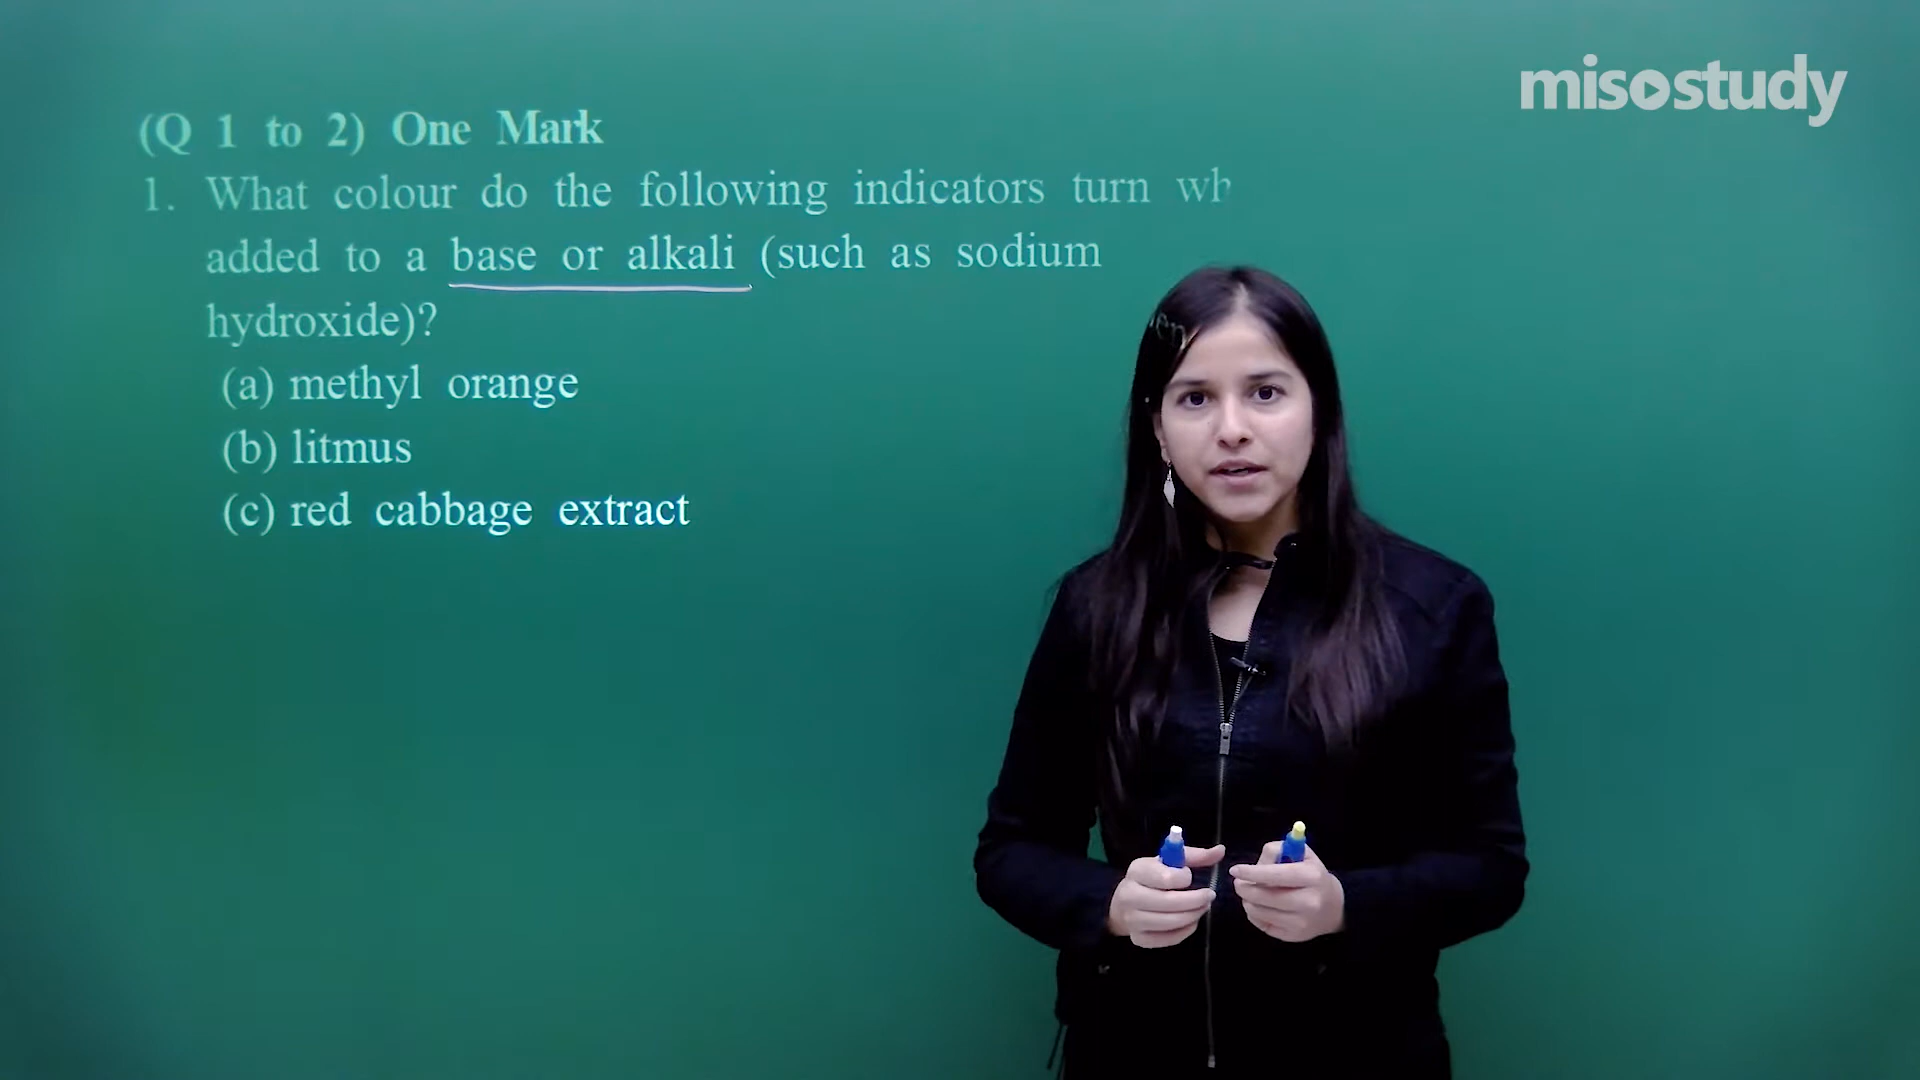 misostudy
(Q 1 to 2) One Mark
1. What colour do the following indicators turn
added to a base or alkali (such as sodium
hydroxide)?
(a) methyl orange
(b) litmus
(c) red cabbage extract